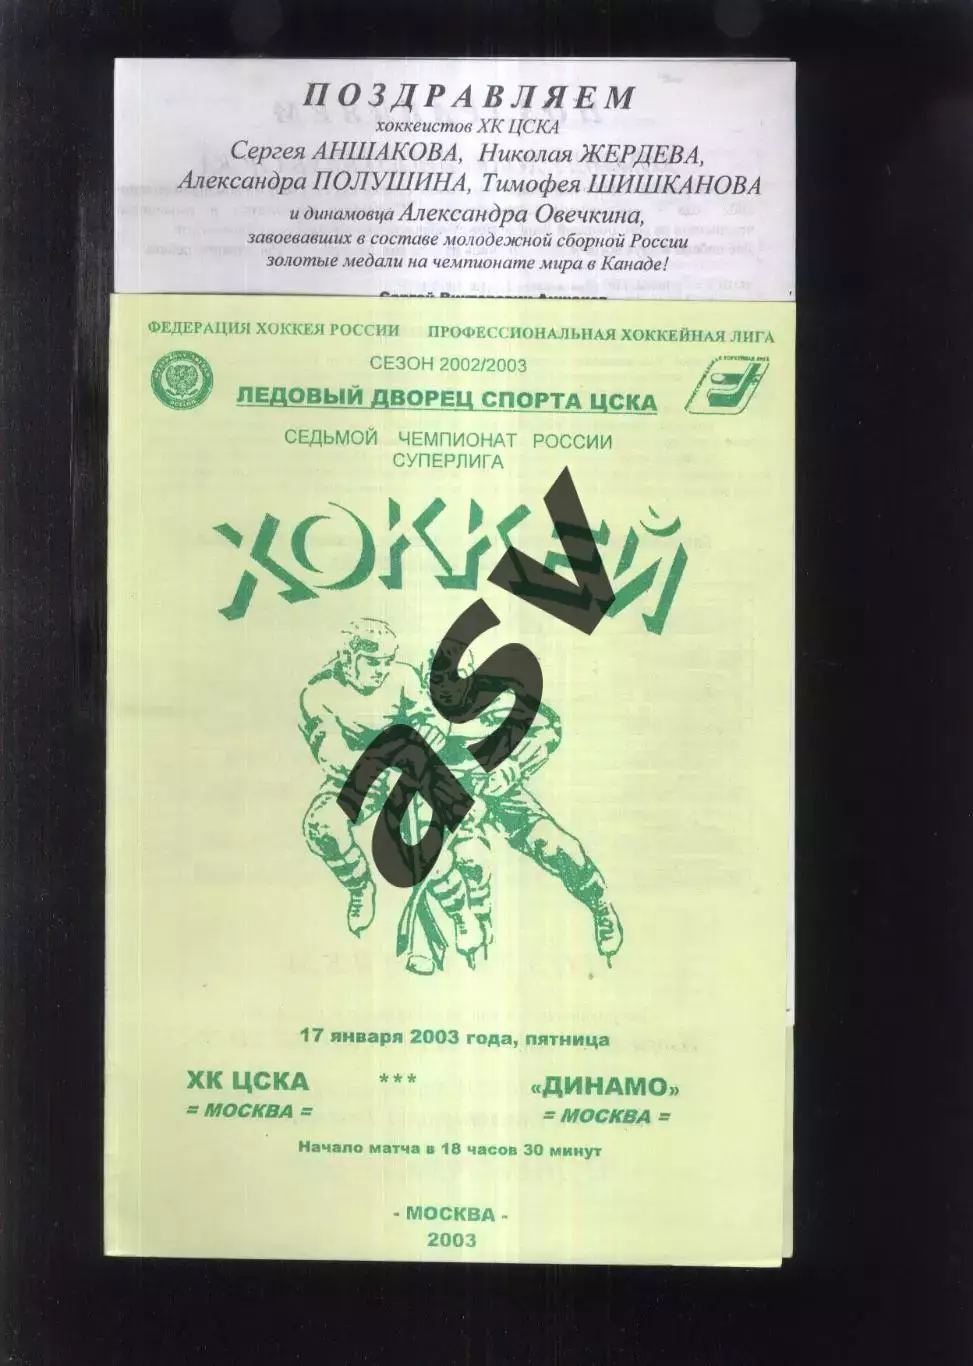 ПОЗДРАВЛЯЕМ
хоккеистов ХК ЦСКА
Сергея АНШАКОВА, Николая ЖЕРДЕВА,
Александра ПОЛУШИНА, Тимофея ШИШКАНОВА
и динамовца Александра Овечкина,
завоевавших в составе молодежной сборной России
золотые медали на чемпионате мира в Канаде!
ФЕДЕРАЦИЯ ХОККЕЯ РОССИИ ПРОФЕССИОНАЛЬНАЯ ХОККЕЙНАЯ ЛИГА
СЕЗОН 2002/2003
ЛЕДОВЫЙ ДВОРЕЦ СПОРТА ЦСКА
СЕДЬМОЙ ЧЕМПИОНАТ РОССИИ
СУПЕРЛИГА
ХОККЕЙ
asv
17 января 2003 года, пятница
ХК ЦСКА *** «ДИНАМО»
= МОСКВА = = МОСКВА =
Начало матча в 18 часов 30 минут
- МОСКВА -
2003